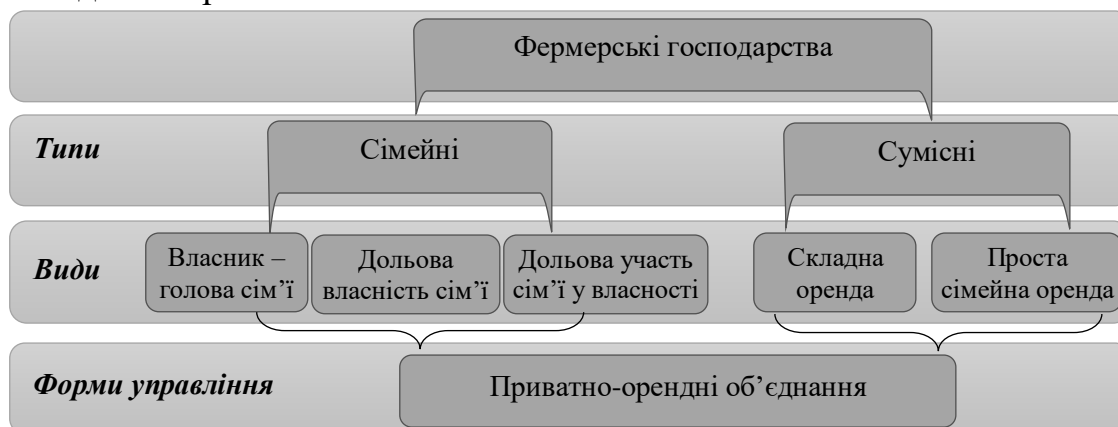 Фермерські господарства
Типи
Сімейні
Сумісні
Види
Власник –
голова сім’ї
Дольова
власність сім’ї
Дольова участь
сім’ї у власності
Складна
оренда
Проста
сімейна оренда
Форми управління
Приватно-орендні об’єднання